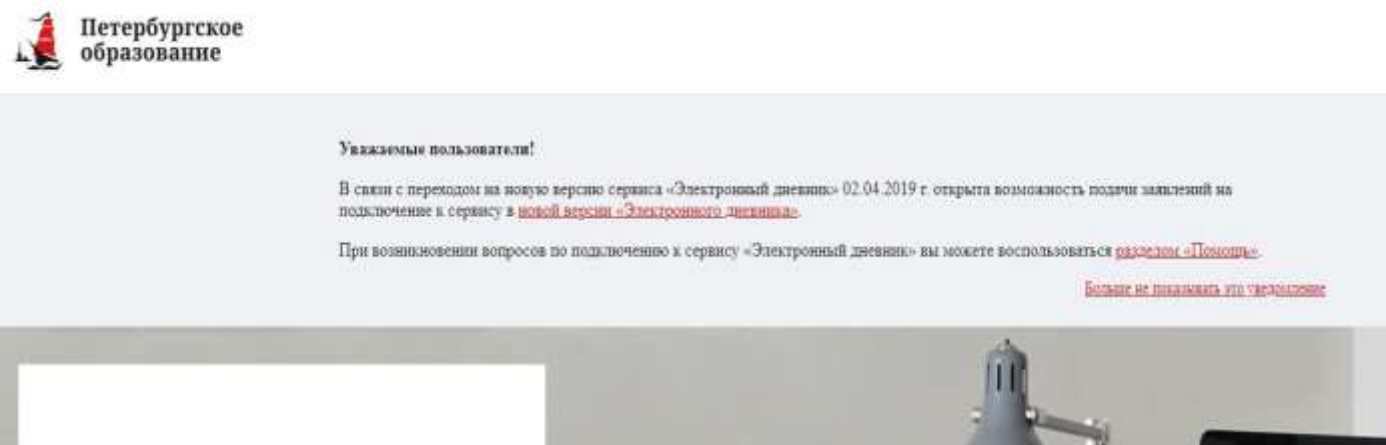 Петербургское
образование
Уважаемые пользователи!
В связи с переходом на новую версию сервиса «Электронный дневник» 02.04.2019 г. открыта возможность подачи заявлений на
подключение к сервису в новой версии «Электронного дневника».
При возникновении вопросов по подключению к сервису «Электронный дневник» вы можете воспользоваться разделом «Помощь».
Больше не показывать это уведомление